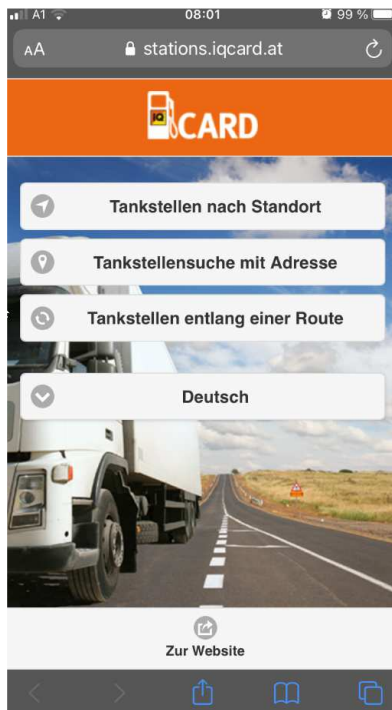 A1 08:01 99 %
AA stations.iqcard.at
IQ CARD
Tankstellen nach Standort
Tankstellensuche mit Adresse
Tankstellen entlang einer Route
Deutsch
Zur Website